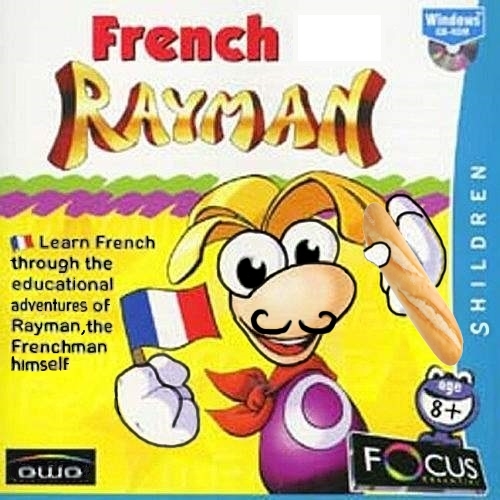 French
Windows
CD-ROM
RAYMAN
SHILDREN
Learn French
through the
educational
adventures of
Rayman,the
Frenchman
himself
age
8+
FOCUS
Essential
OWO